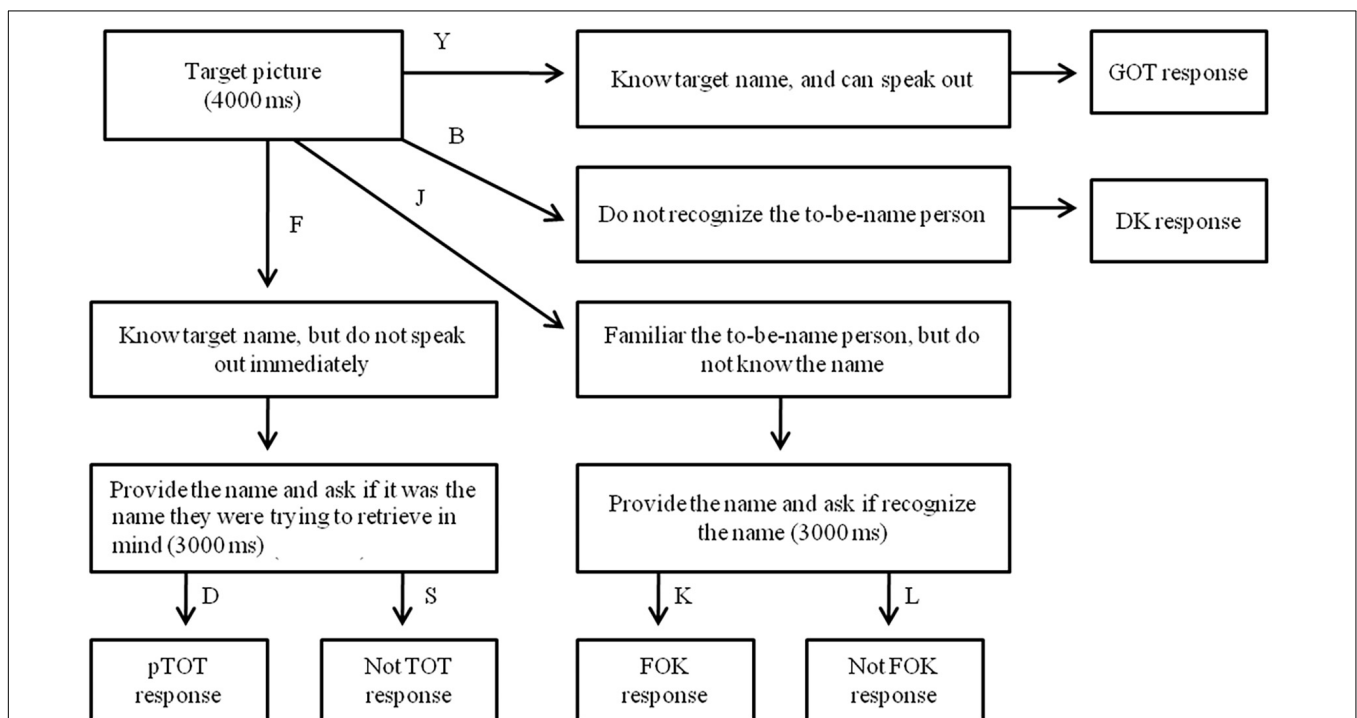 Y
Target picture
(4000 ms)
Know target name, and can speak out
GOT response
B
J
F
Do not recognize the to-be-name person
DK response
Know target name, but do not speak
out immediately
Familiar the to-be-name person, but do
not know the name
Provide the name and ask if it was the
name they were trying to retrieve in
mind (3000 ms)
Provide the name and ask if recognize
the name (3000 ms)
D
S
K
L
pTOT
response
Not TOT
response
FOK
response
Not FOK
response